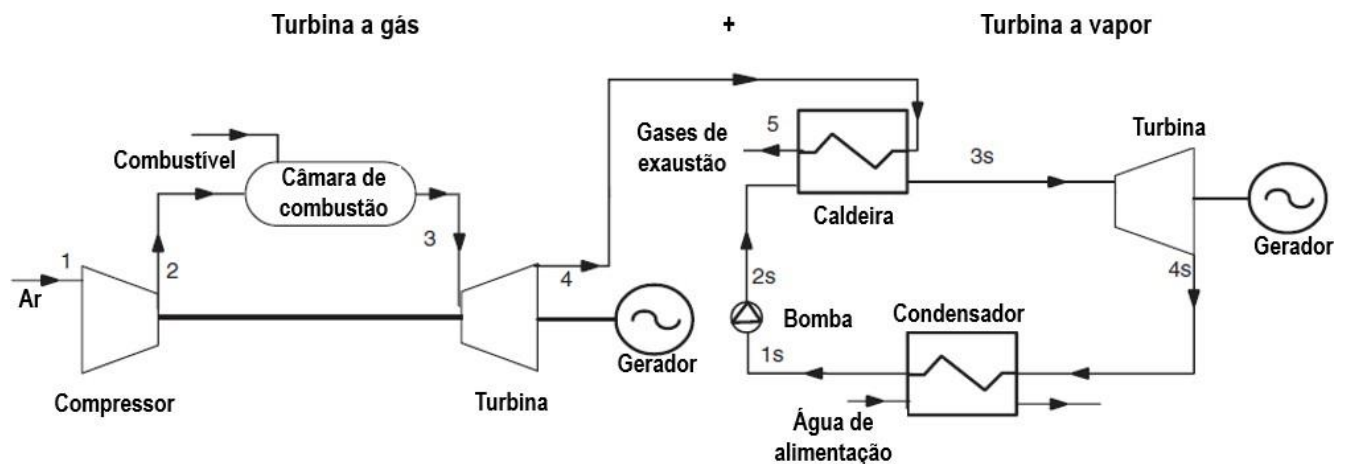 Turbina a gás + Turbina a vapor
Combustível
Câmara de
combustão
1
2
3
4
Ar
Compressor
Turbina
Gerador
Gases de
exaustão
5
Caldeira
3s
Turbina
Gerador
4s
2s
Bomba
1s
Condensador
Água de
alimentação